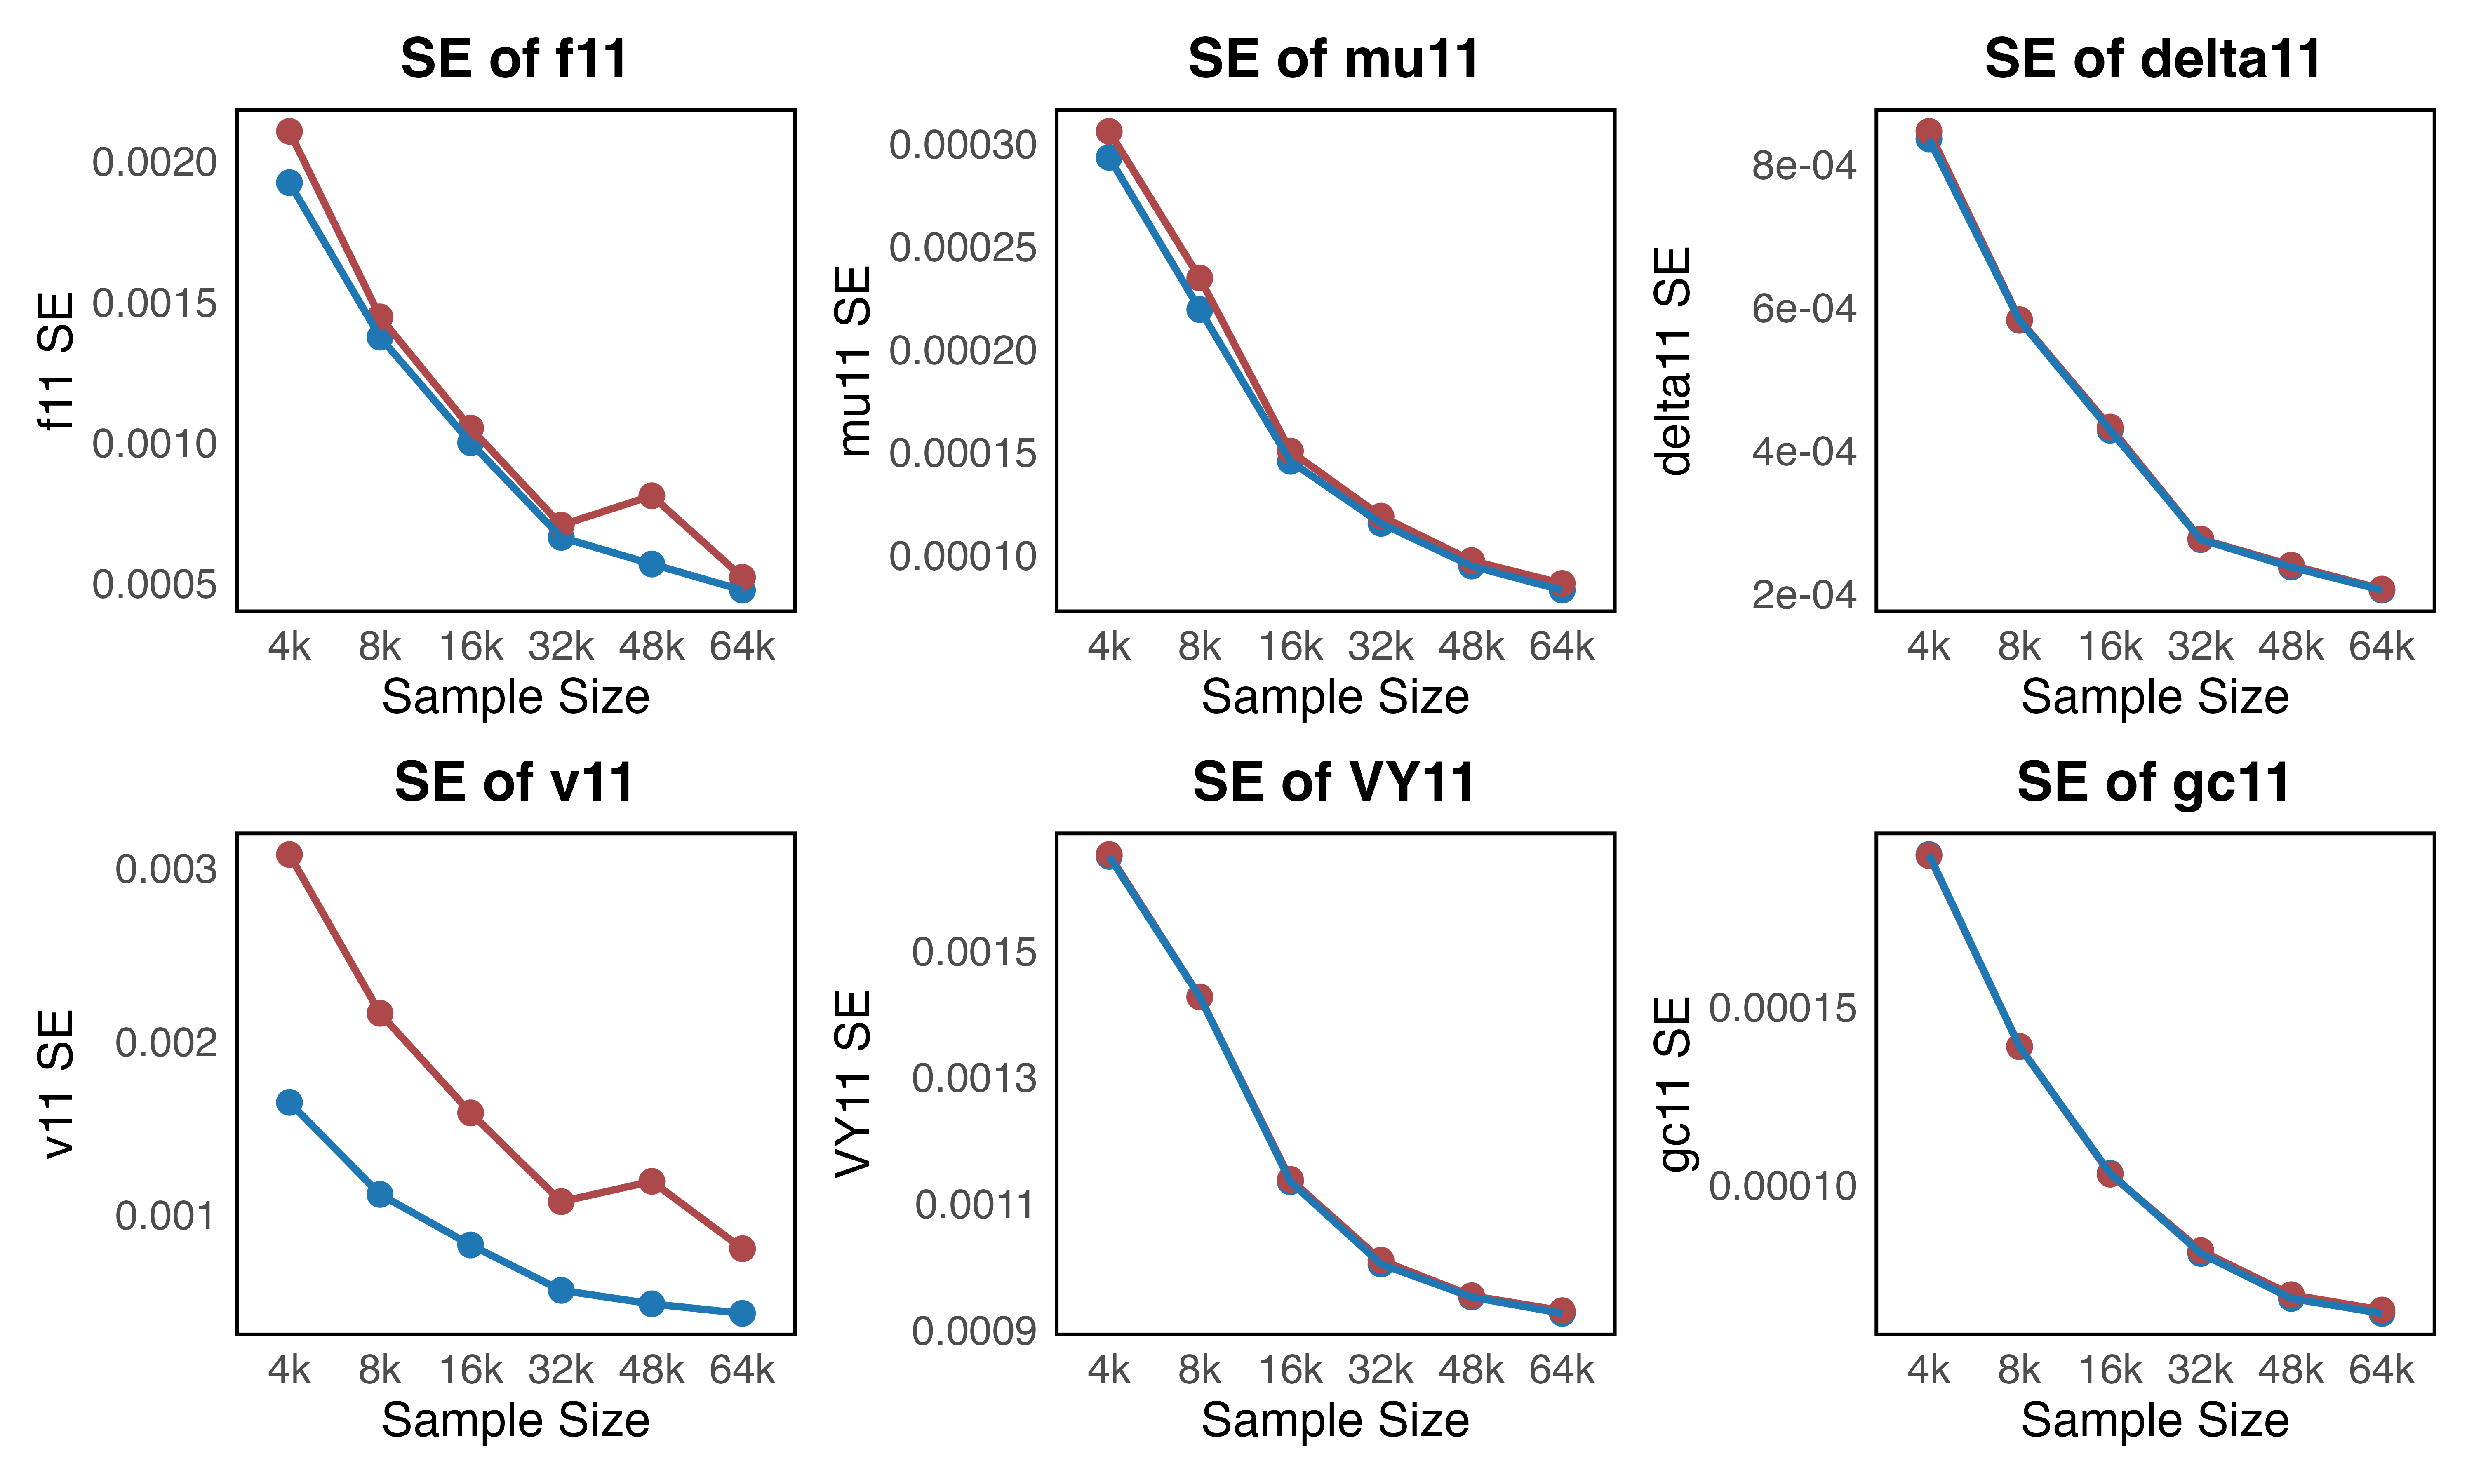 SE of f11
f11 SE
0.0020
0.0015
0.0010
0.0005
4k 8k 16k 32k 48k 64k
Sample Size
SE of mu11
mu11 SE
0.00030
0.00025
0.00020
0.00015
0.00010
4k 8k 16k 32k 48k 64k
Sample Size
SE of delta11
delta11 SE
8e-04
6e-04
4e-04
2e-04
4k 8k 16k 32k 48k 64k
Sample Size
SE of v11
v11 SE
0.003
0.002
0.001
4k 8k 16k 32k 48k 64k
Sample Size
SE of VY11
VY11 SE
0.0015
0.0013
0.0011
0.0009
4k 8k 16k 32k 48k 64k
Sample Size
SE of gc11
gc11 SE
0.00015
0.00010
4k 8k 16k 32k 48k 64k
Sample Size